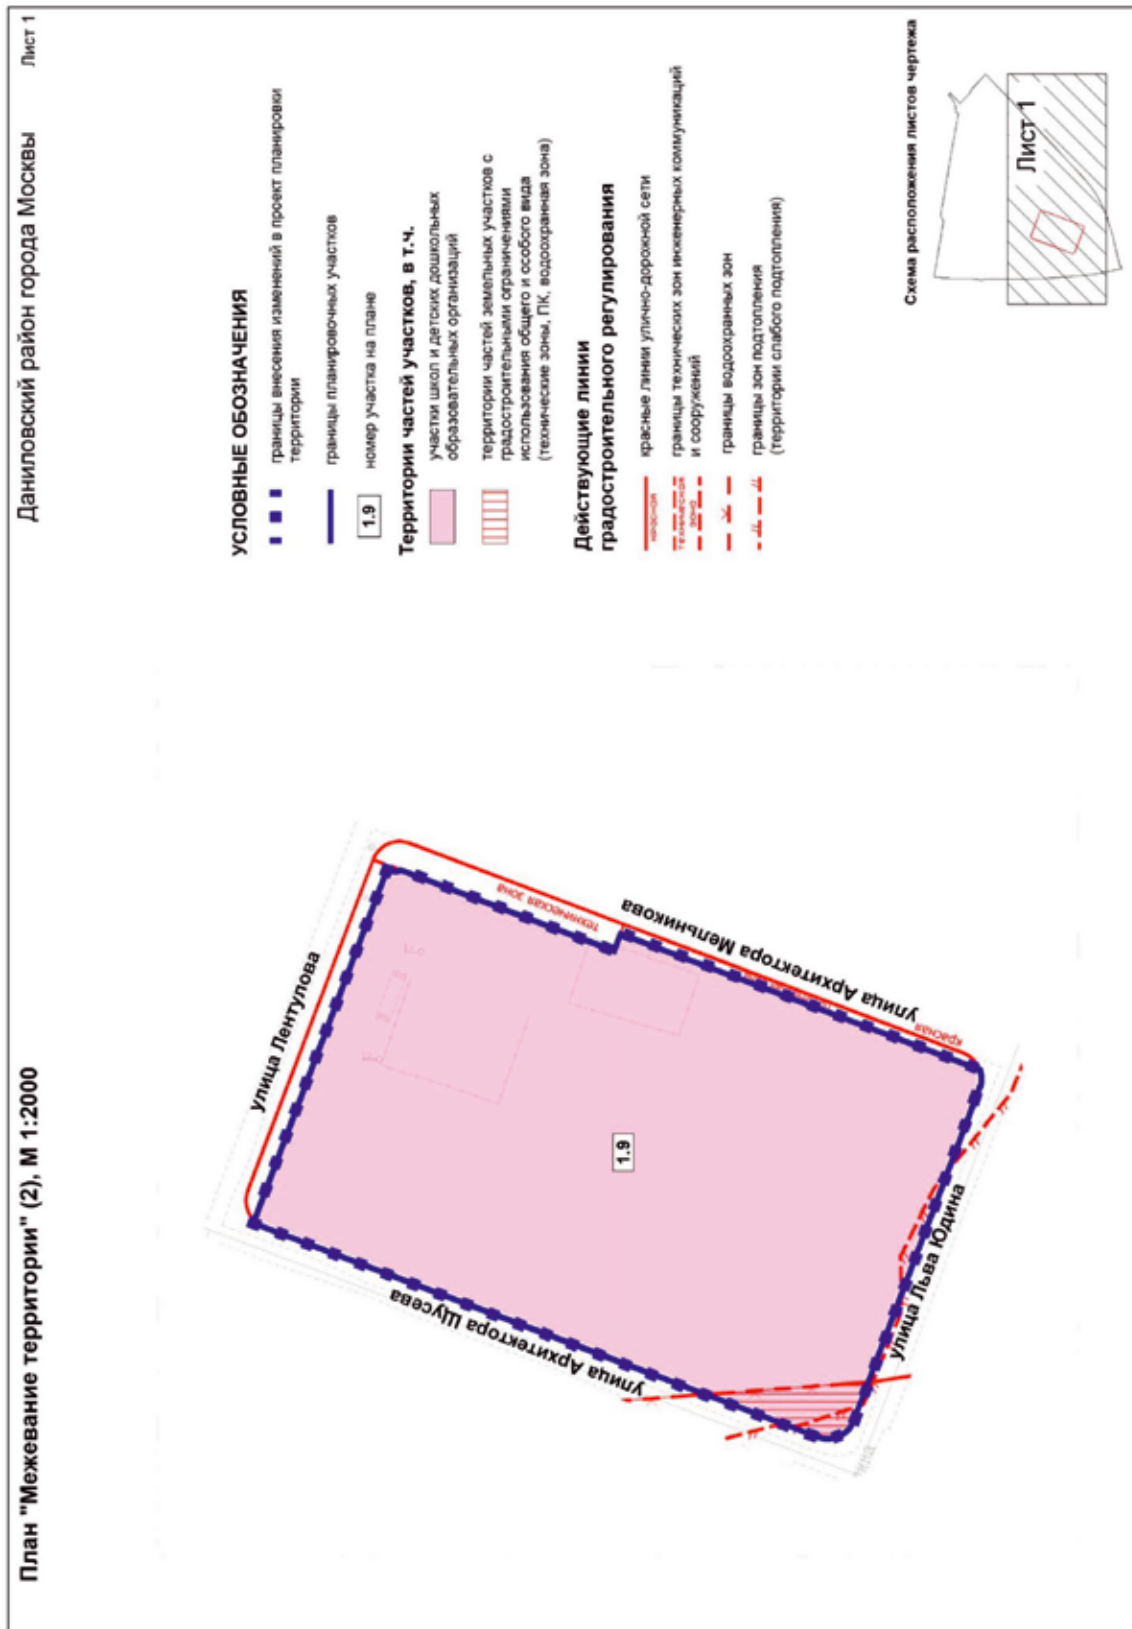 План "Межевание территории" (2), М 1:2000
Даниловский район города Москвы
Лист 1
улица Лентулова
техническая зона
улица Архитектора Мельникова
красная
1.9
улица Архитектора Щусева
улица Льва Юдина
УСЛОВНЫЕ ОБОЗНАЧЕНИЯ
границы внесения изменений в проект планировки
территории
границы планировочных участков
1.9
номер участка на плане
Территории частей участков, в т.ч.
участки школ и детских дошкольных
образовательных организаций
территории частей земельных участков с
градостроительными ограничениями
использования общего и особого вида
(технические зоны, ПК, водоохранная зона)
Действующие линии
градостроительного регулирования
красная
красные линии улично-дорожной сети
техническая
зона
границы технических зон инженерных коммуникаций
и сооружений
границы водоохранных зон
границы зон подтопления
(территории слабого подтопления)
Схема расположения листов чертежа
Лист 1